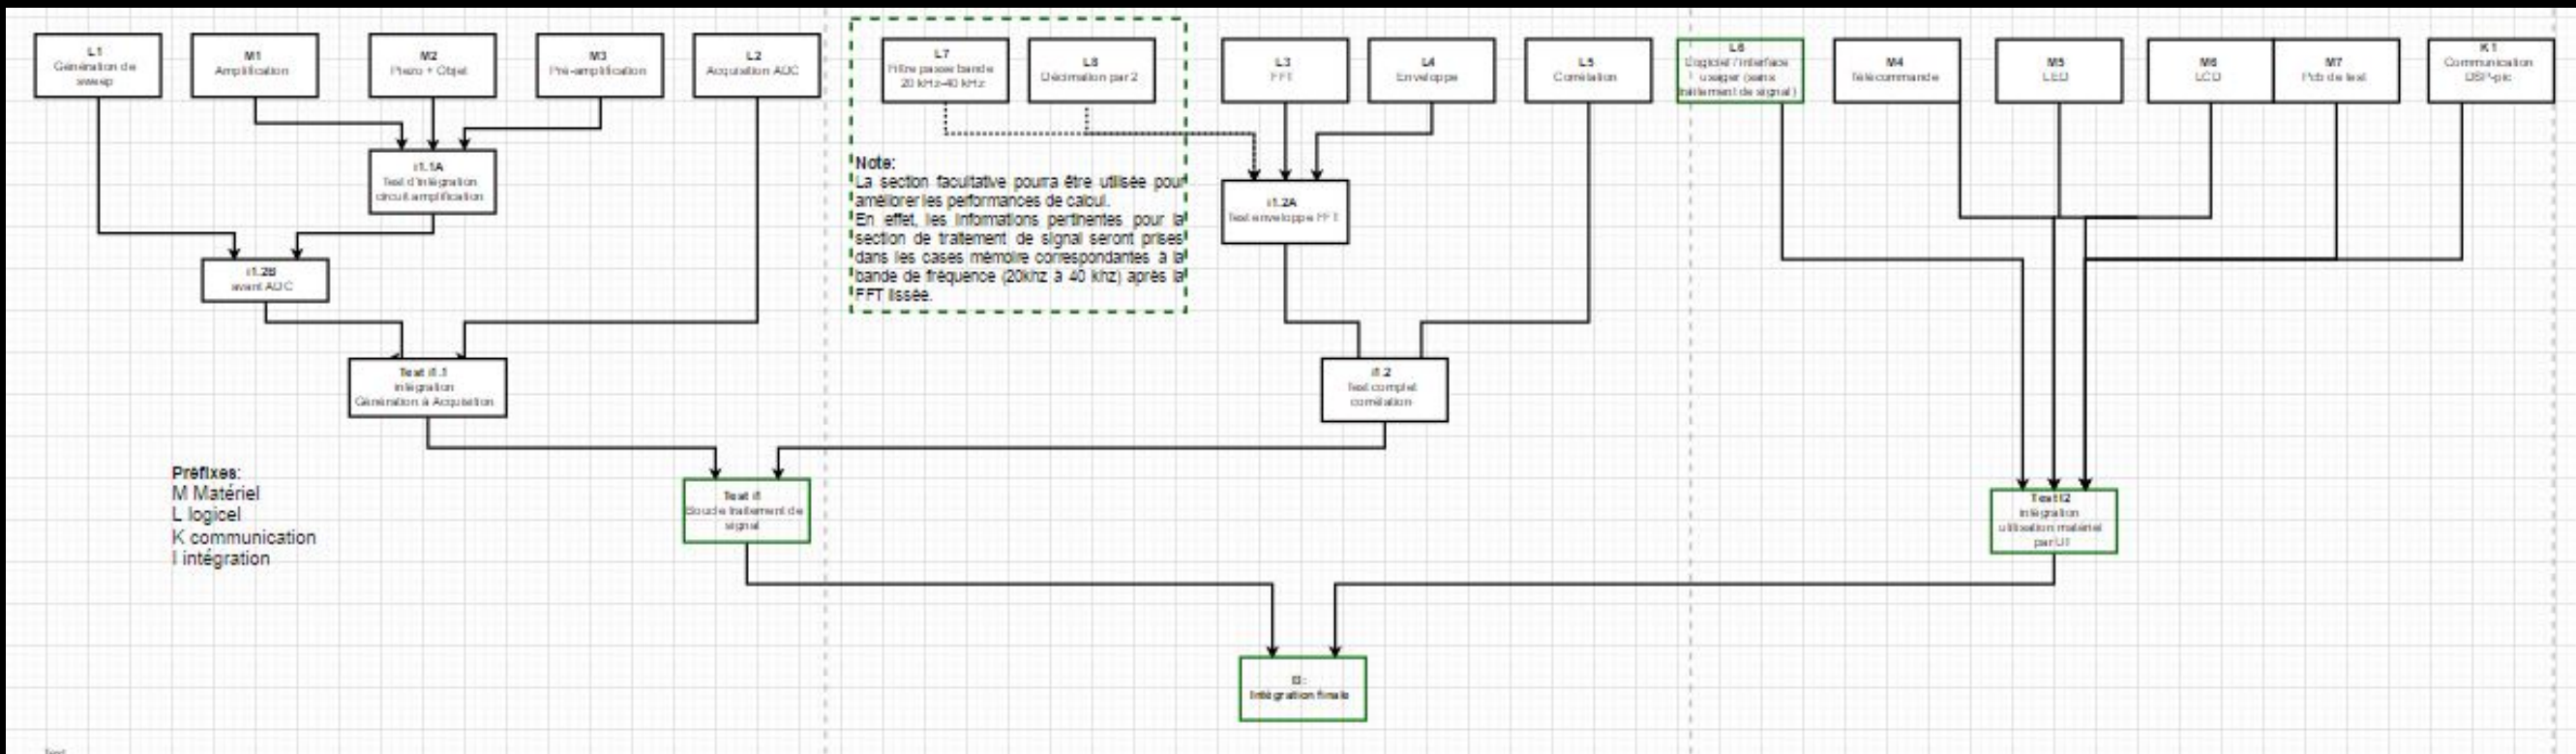 L1
Génération de
sweep
M1
Amplification
M2
Piezo + Objet
M3
Pré-amplification
L2
Acquisition ADC
L7
Filtre passe bande
20 kHz-40 kHz
L8
Décimation par 2
L3
FFT
L4
Enveloppe
L5
Corrélation
L6
Logiciel / interface
usager (sans
traitement de signal)
M4
Télécommande
M5
LED
M6
LCD
M7
Pcb de test
K1
Communication
DSP-pic
i1.1A
Test d'intégration
circuit amplification
Note:
La section facultative pourra être utilisée pour
améliorer les performances de calcul.
En effet, les informations pertinentes pour la
section de traitement de signal seront prises
dans les cases mémoire correspondantes à la
bande de fréquence (20khz à 40 khz) après la
FFT lissée.
i1.2A
Test enveloppe FFT
i1.2B
avant ADC
Test i1.1
intégration
Génération à Acquisition
i1.2
Test complet
corrélation
Préfixes:
M Matériel
L logicel
K communication
I intégration
Test i1
Boucle traitement de
signal
Test I2
intégration
utilisation matériel
par UI
I3:
Intégration finale
Test